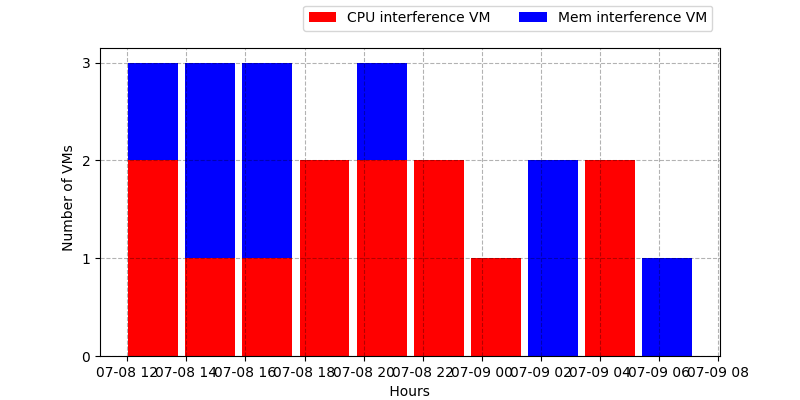 CPU interference VM Mem interference VM
3
2
1
0
Number of VMs
07-08 12 07-08 14 07-08 16 07-08 18 07-08 20 07-08 22 07-09 00 07-09 02 07-09 04 07-09 06 07-09 08
Hours